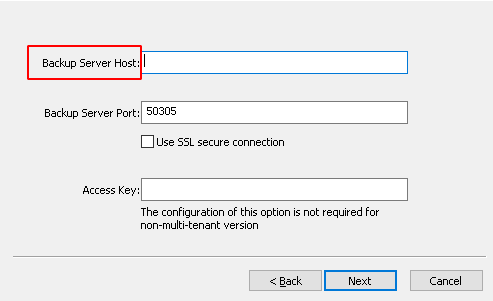 Backup Server Host:
Backup Server Port: 50305
Use SSL secure connection
Access Key:
The configuration of this option is not required for
non-multi-tenant version
< Back Next Cancel